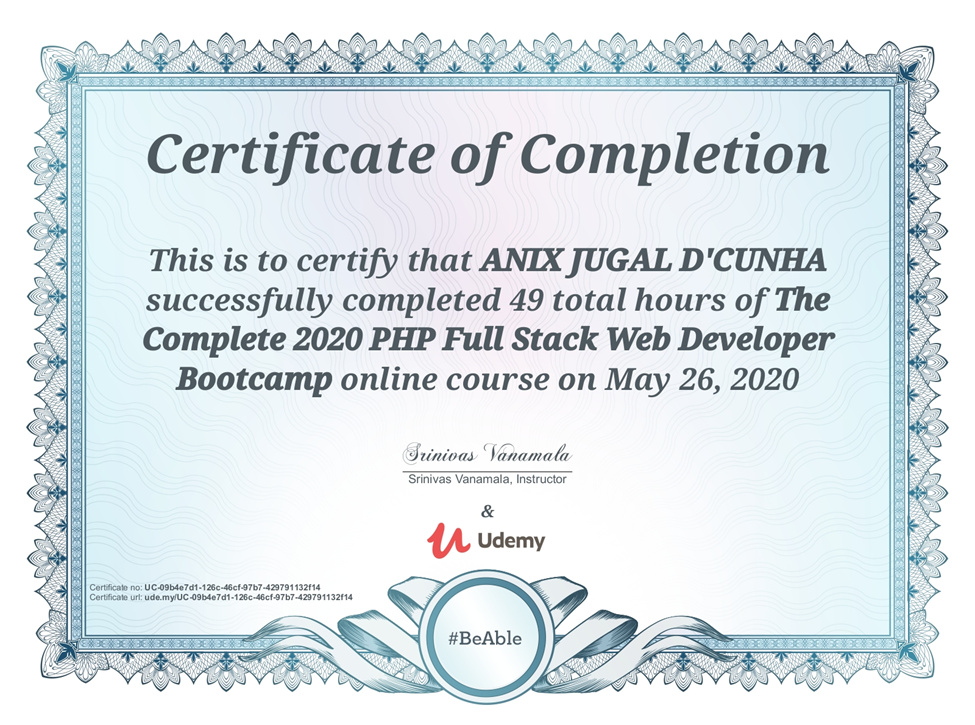 Certificate of Completion
This is to certify that ANIX JUGAL D'CUNHA
successfully completed 49 total hours of The
Complete 2020 PHP Full Stack Web Developer
Bootcamp online course on May 26, 2020
Srinivas Vanamala
Srinivas Vanamala, Instructor
&
Udemy
Certificate no: UC-09b4e7d1-126c-46cf-97b7-429791132f14
Certificate url: ude.my/UC-09b4e7d1-126c-46cf-97b7-429791132f14
#BeAble